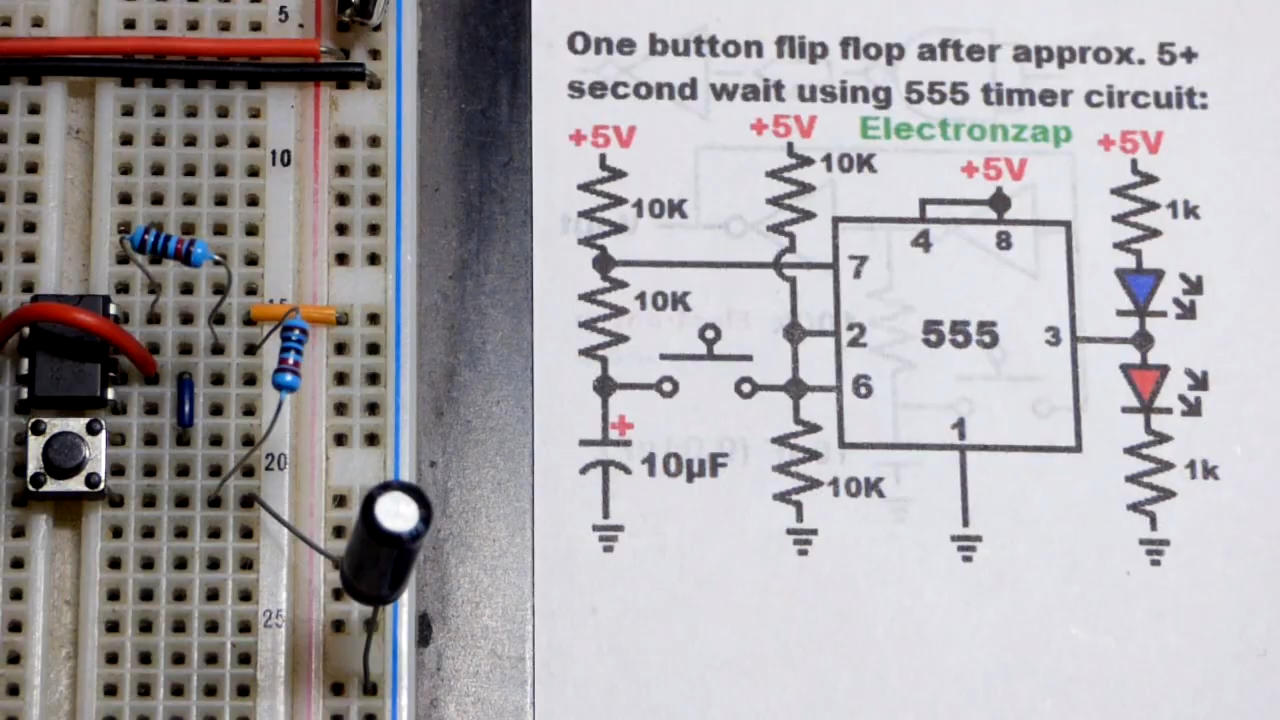 One button flip flop after approx. 5+
second wait using 555 timer circuit:
Electronzap
+5V
+5V
+5V
+5V
10K
10K
10K
10K
10µF
+
1k
1k
4
8
7
2
6
3
1
555
5
10
15
20
25